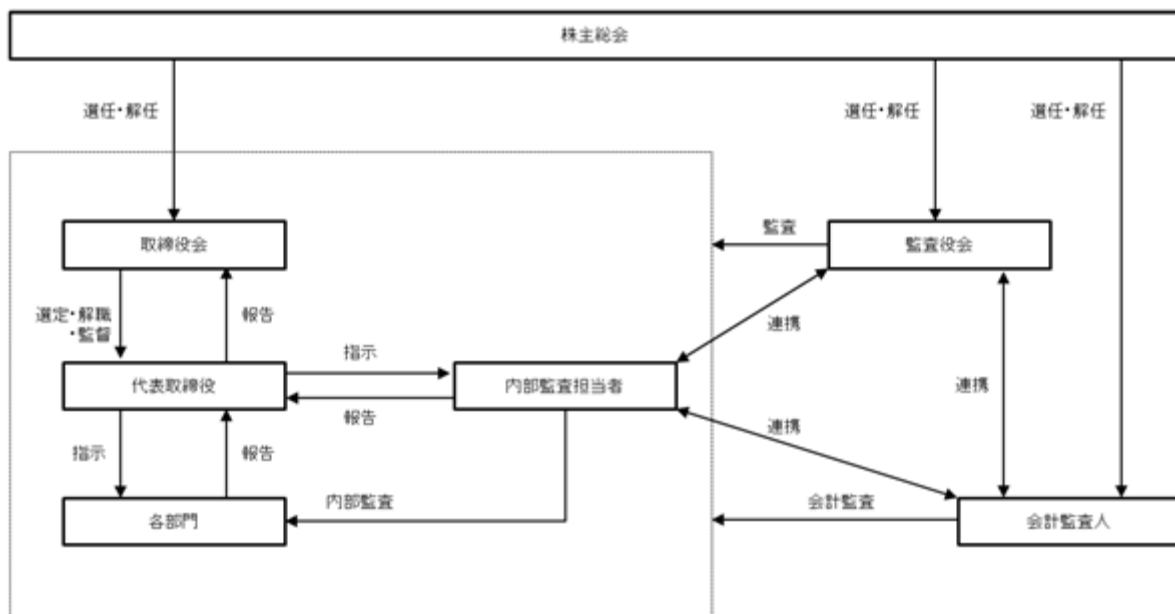 株主総会
選任・解任
選任・解任
選任・解任
取締役会
監査
監査役会
選定・解職
・監督
報告
連携
指示
代表取締役
内部監査担当者
連携
報告
連携
指示
報告
内部監査
会計監査
各部門
会計監査人